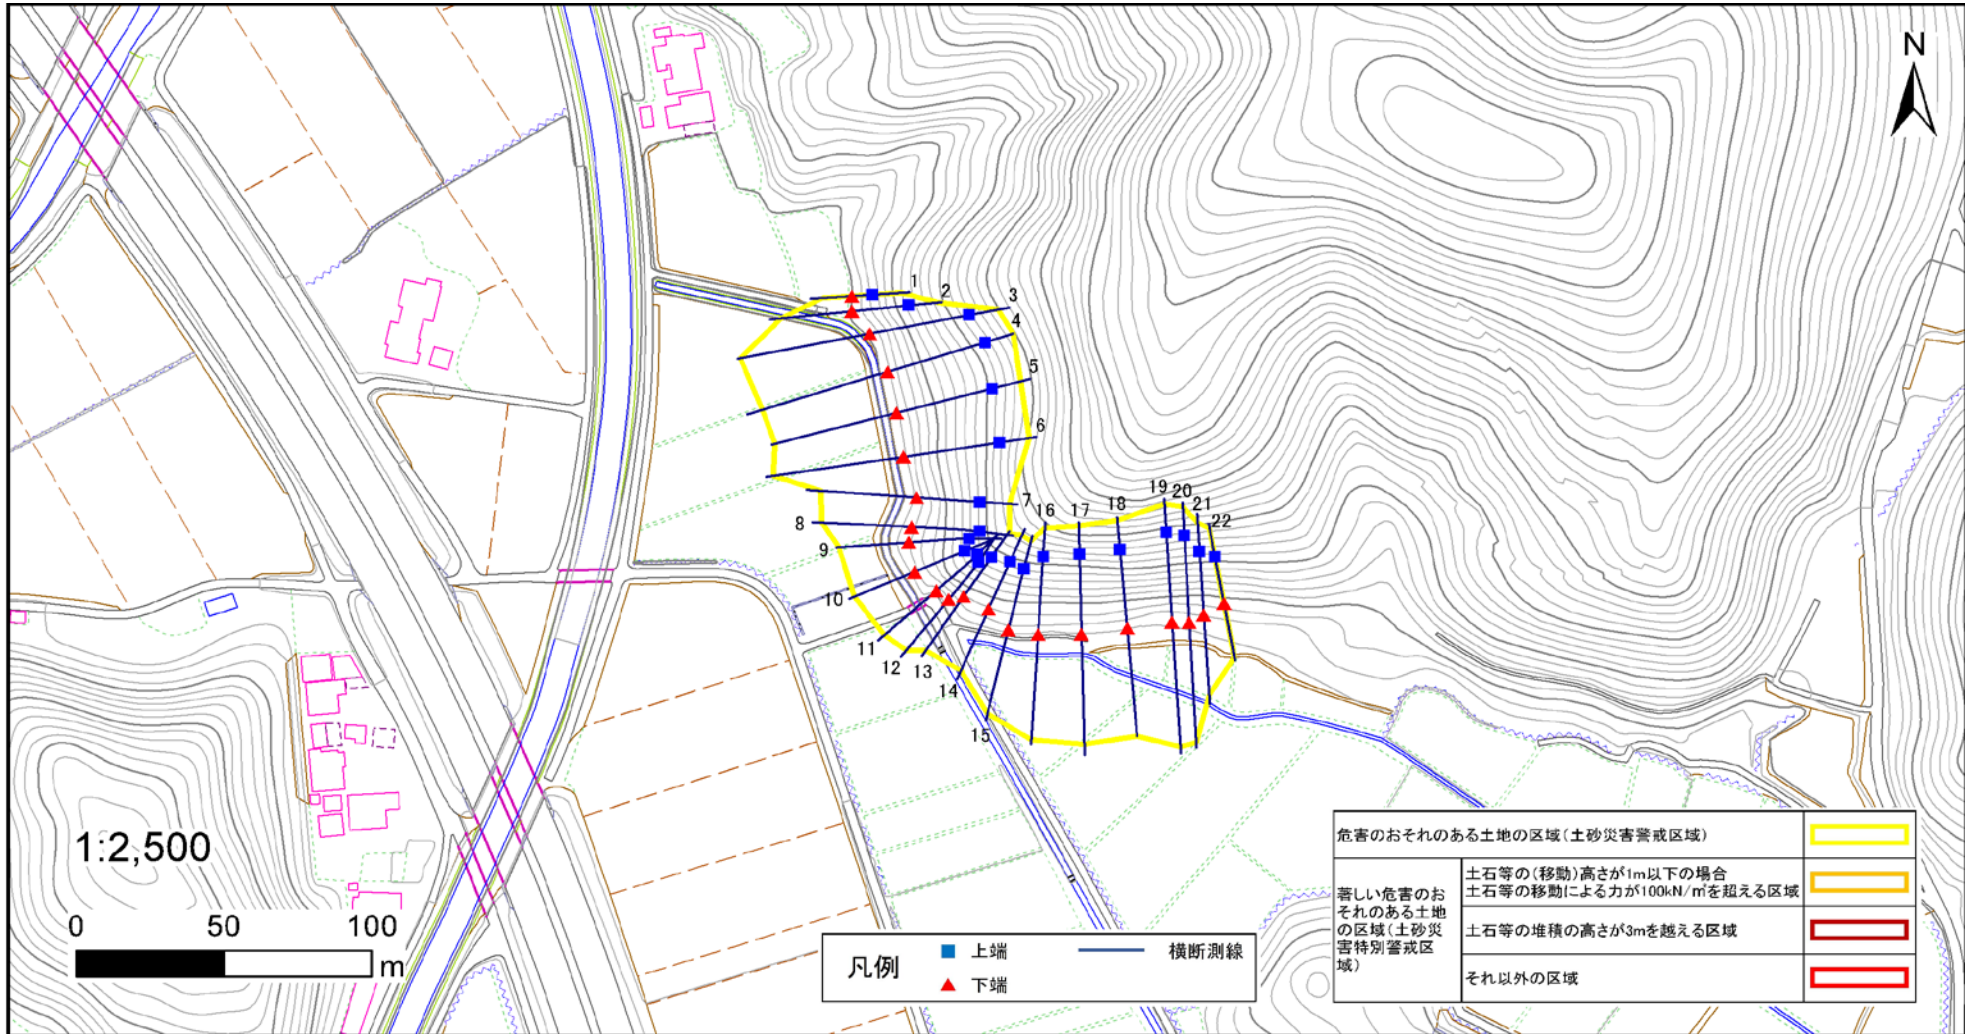 N
1
2
3
4
5
6
7
8
9
10
11
12
13
14
15
16
17
18
19
20
21
22
1:2,500
0 50 100
m
凡例
上端
横断測線
下端
危害のおそれのある土地の区域(土砂災害警戒区域)
著しい危害のお
それのある土地
の区域(土砂災
害特別警戒区
域)
土石等の(移動)高さが1m以下の場合
土石等の移動による力が100kN/㎡を超える区域
土石等の堆積の高さが3mを越える区域
それ以外の区域